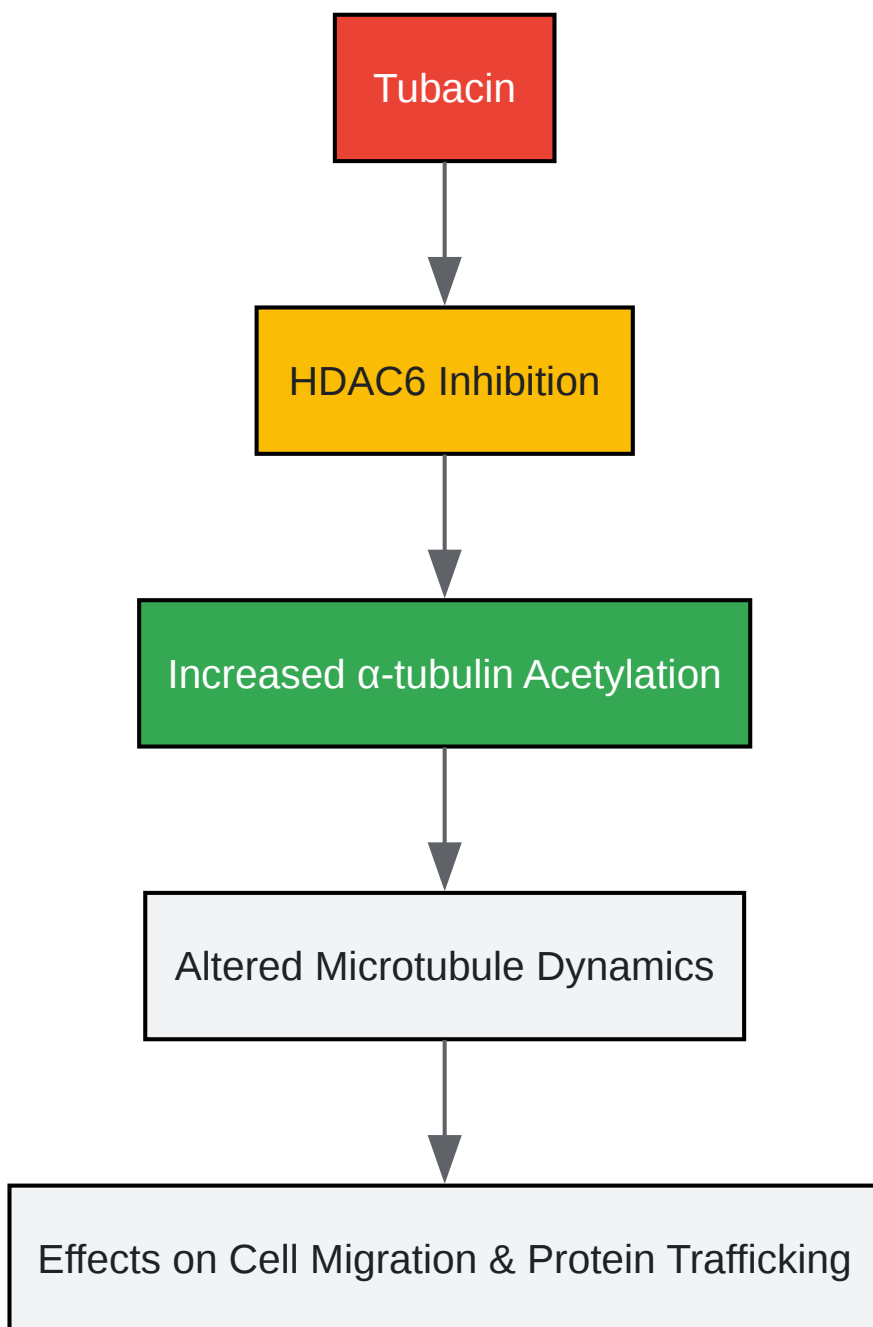 Tubacin
HDAC6 Inhibition
Increased α-tubulin Acetylation
Altered Microtubule Dynamics
Effects on Cell Migration & Protein Trafficking